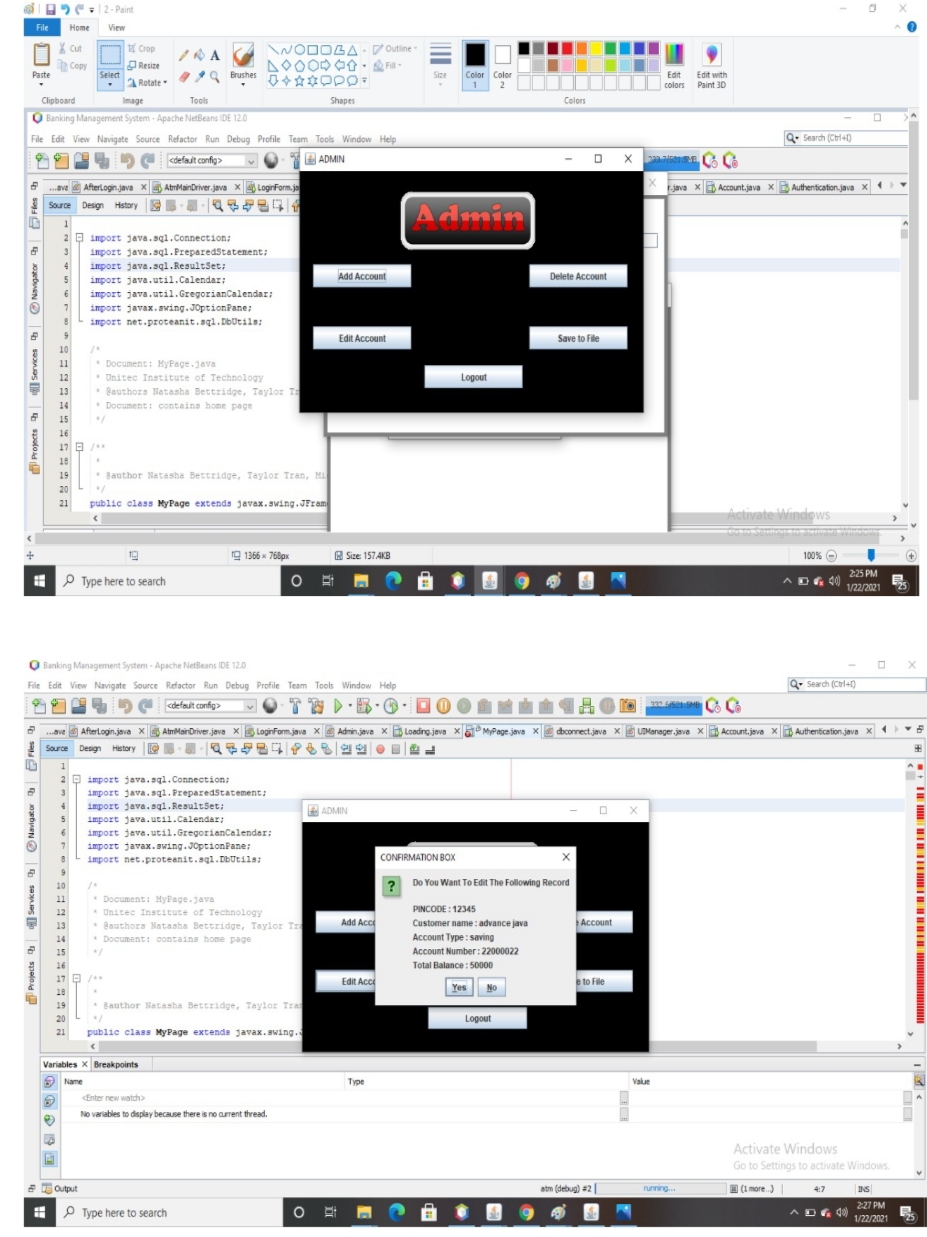 2 - Paint
File Home View
Cut
Copy
Paste
Crop
Resize
Rotate
Select
A
Brushes
Outline
Fill
Size
Color 1
Color 2
Edit colors
Edit with Paint 3D
Clipboard Image Tools Shapes Colors
Banking Management System - Apache NetBeans IDE 12.0
File Edit View Navigate Source Refactor Run Debug Profile Team Tools Window Help
Search (Ctrl+I)
<default config>
ADMIN
...ava AfterLogin.java AtmMainDriver.java LoginForm.ja
r.java Account.java Authentication.java
Source Design History
Files
Navigator
Services
Projects
Admin
Add Account
Delete Account
Edit Account
Save to File
Logout
1
2 import java.sql.Connection;
3 import java.sql.PreparedStatement;
4 import java.sql.ResultSet;
5 import java.util.Calendar;
6 import java.util.GregorianCalendar;
7 import javax.swing.JOptionPane;
8 import net.proteanit.sql.DbUtils;
9
10 /*
11 * Document: MyPage.java
12 * Unitec Institute of Technology
13 * @authors Natasha Bettridge, Taylor Tr
14 * Document: contains home page
15 */
16
17 /**
18 *
19 * @author Natasha Bettridge, Taylor Tran, Mi
20 */
21 public class MyPage extends javax.swing.JFram
Activate Windows
Go to Settings to activate Windows.
1366 × 768px
Size: 157.4KB
100%
Type here to search
2:25 PM
1/22/2021
25
Banking Management System - Apache NetBeans IDE 12.0
File Edit View Navigate Source Refactor Run Debug Profile Team Tools Window Help
Search (Ctrl+I)
<default config>
...ave AfterLogin.java AtmMainDriver.java LoginForm.java Admin.java Loading.java MyPage.java dbconnect.java UIManager.java Account.java Authentication.java
Source Design History
Files
Navigator
Services
Projects
1
2 import java.sql.Connection;
3 import java.sql.PreparedStatement;
4 import java.sql.ResultSet;
5 import java.util.Calendar;
6 import java.util.GregorianCalendar;
7 import javax.swing.JOptionPane;
8 import net.proteanit.sql.DbUtils;
9
10 /*
11 * Document: MyPage.java
12 * Unitec Institute of Technology
13 * @authors Natasha Bettridge, Taylor Tra
14 * Document: contains home page
15 */
16
17 /**
18 *
19 * @author Natasha Bettridge, Taylor Tran
20 */
21 public class MyPage extends javax.swing.J
ADMIN
CONFIRMATION BOX
Do You Want To Edit The Following Record
PINCODE : 12345
Customer name : advance java
Account Type : saving
Account Number : 22000022
Total Balance : 50000
Yes No
Add Acco
e Account
Edit Acco
e to File
Logout
Variables Breakpoints
Name Type Value
<Enter new watch>
No variables to display because there is no current thread.
Activate Windows
Go to Settings to activate Windows.
Output
atm (debug) #2 running... (1 more...) 4:7 INS
Type here to search
2:27 PM
1/22/2021
25